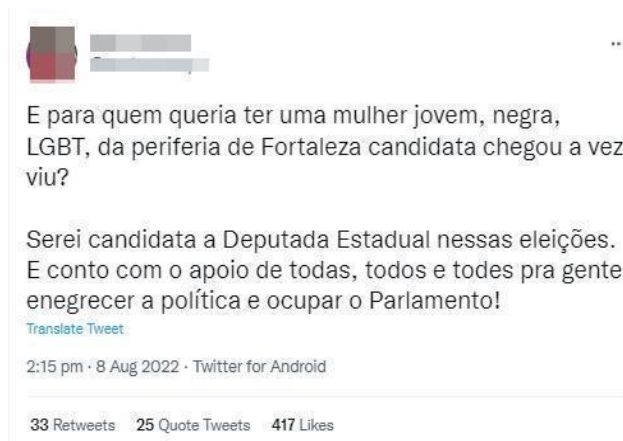 E para quem queria ter uma mulher jovem, negra,
LGBT, da periferia de Fortaleza candidata chegou a vez
viu?
Serei candidata a Deputada Estadual nessas eleições.
E conto com o apoio de todas, todos e todes pra gente
enegrecer a política e ocupar o Parlamento!
Translate Tweet
2:15 pm · 8 Aug 2022 · Twitter for Android
33 Retweets 25 Quote Tweets 417 Likes